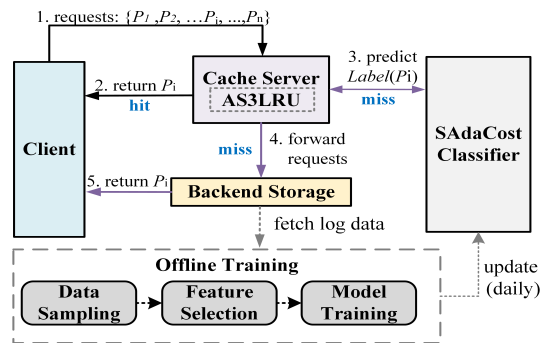 1. requests: {P1 ,P2, …Pi, ...,Pn}
2. return Pi
hit
Cache Server
AS3LRU
3. predict
Label(Pi)
miss
Client
SAdaCost
Classifier
miss
4. forward
requests
5. return Pi
Backend Storage
fetch log data
Offline Training
update
(daily)
Data
Sampling
Feature
Selection
Model
Training